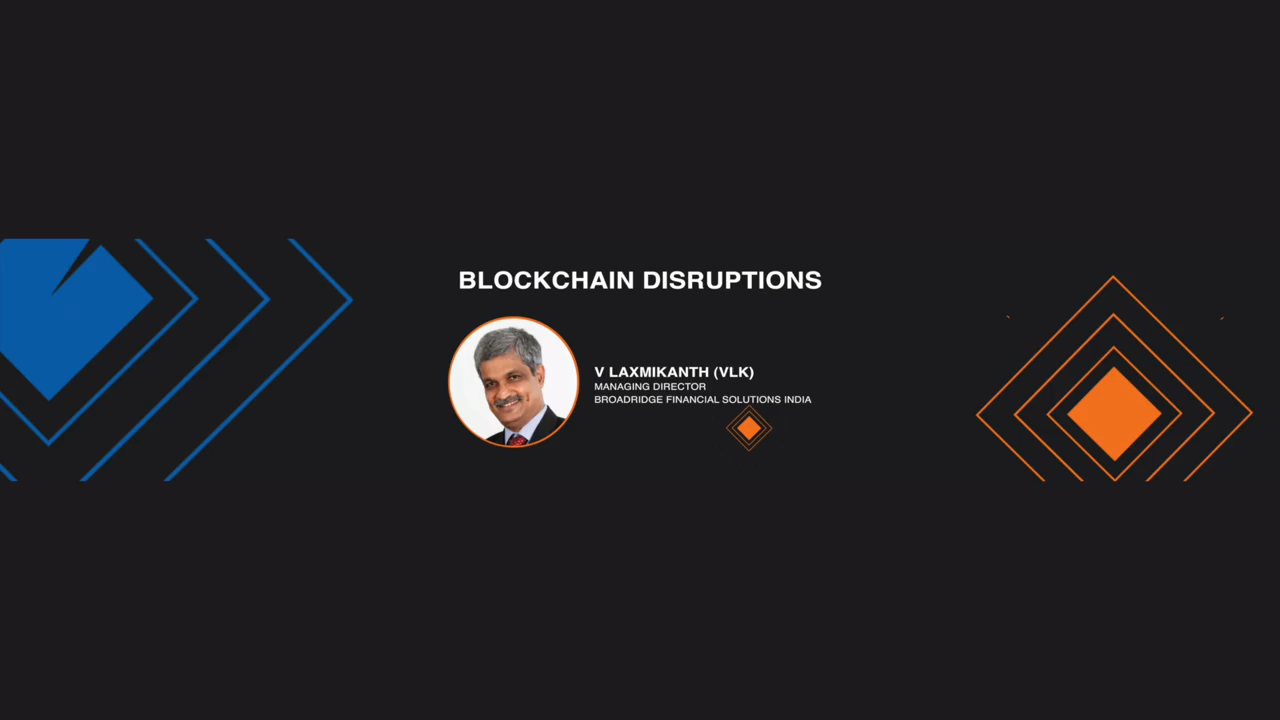 BLOCKCHAIN DISRUPTIONS
V LAXMIKANTH (VLK)
MANAGING DIRECTOR
BROADRIDGE FINANCIAL SOLUTIONS INDIA